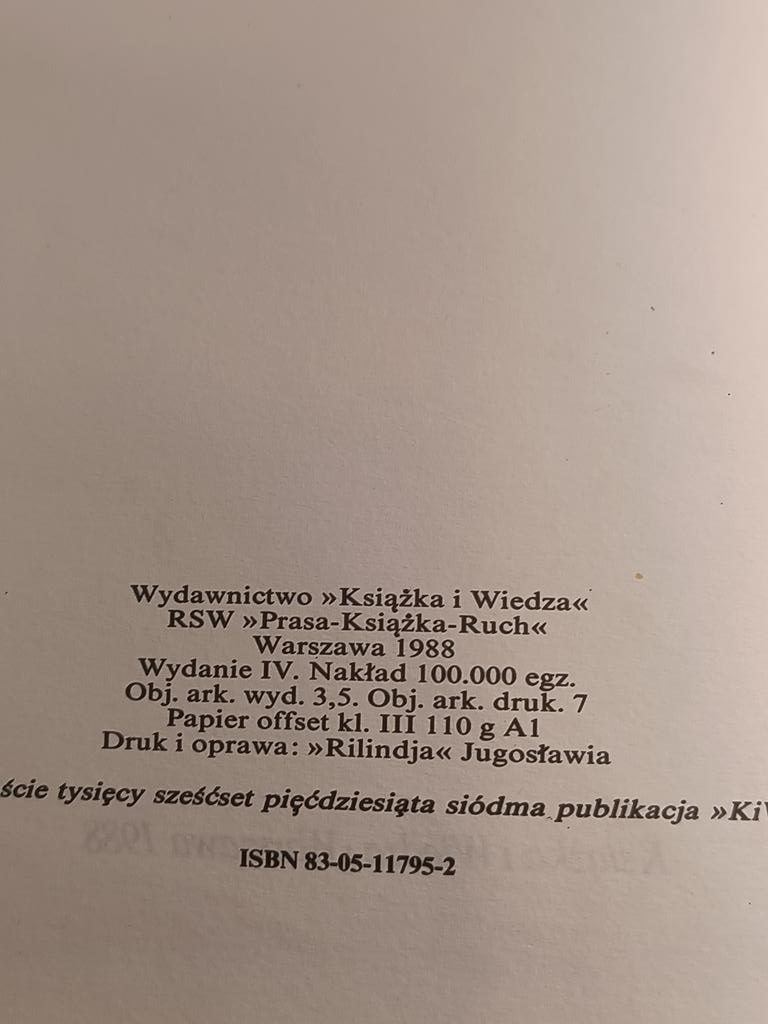 Wydawnictwo »Książka i Wiedza«
RSW »Prasa-Książka-Ruch«
Warszawa 1988
Wydanie IV. Nakład 100.000 egz.
Obj. ark. wyd. 3,5. Obj. ark. druk. 7
Papier offset kl. III 110 g A1
Druk i oprawa: »Rilindja« Jugosławia
ście tysięcy sześćset pięćdziesiąta siódma publikacja »Ki
ISBN 83-05-11795-2